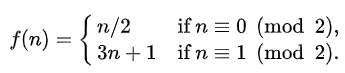 f(n) = { n/2 if n ≡ 0 (mod 2),
3n + 1 if n ≡ 1 (mod 2).